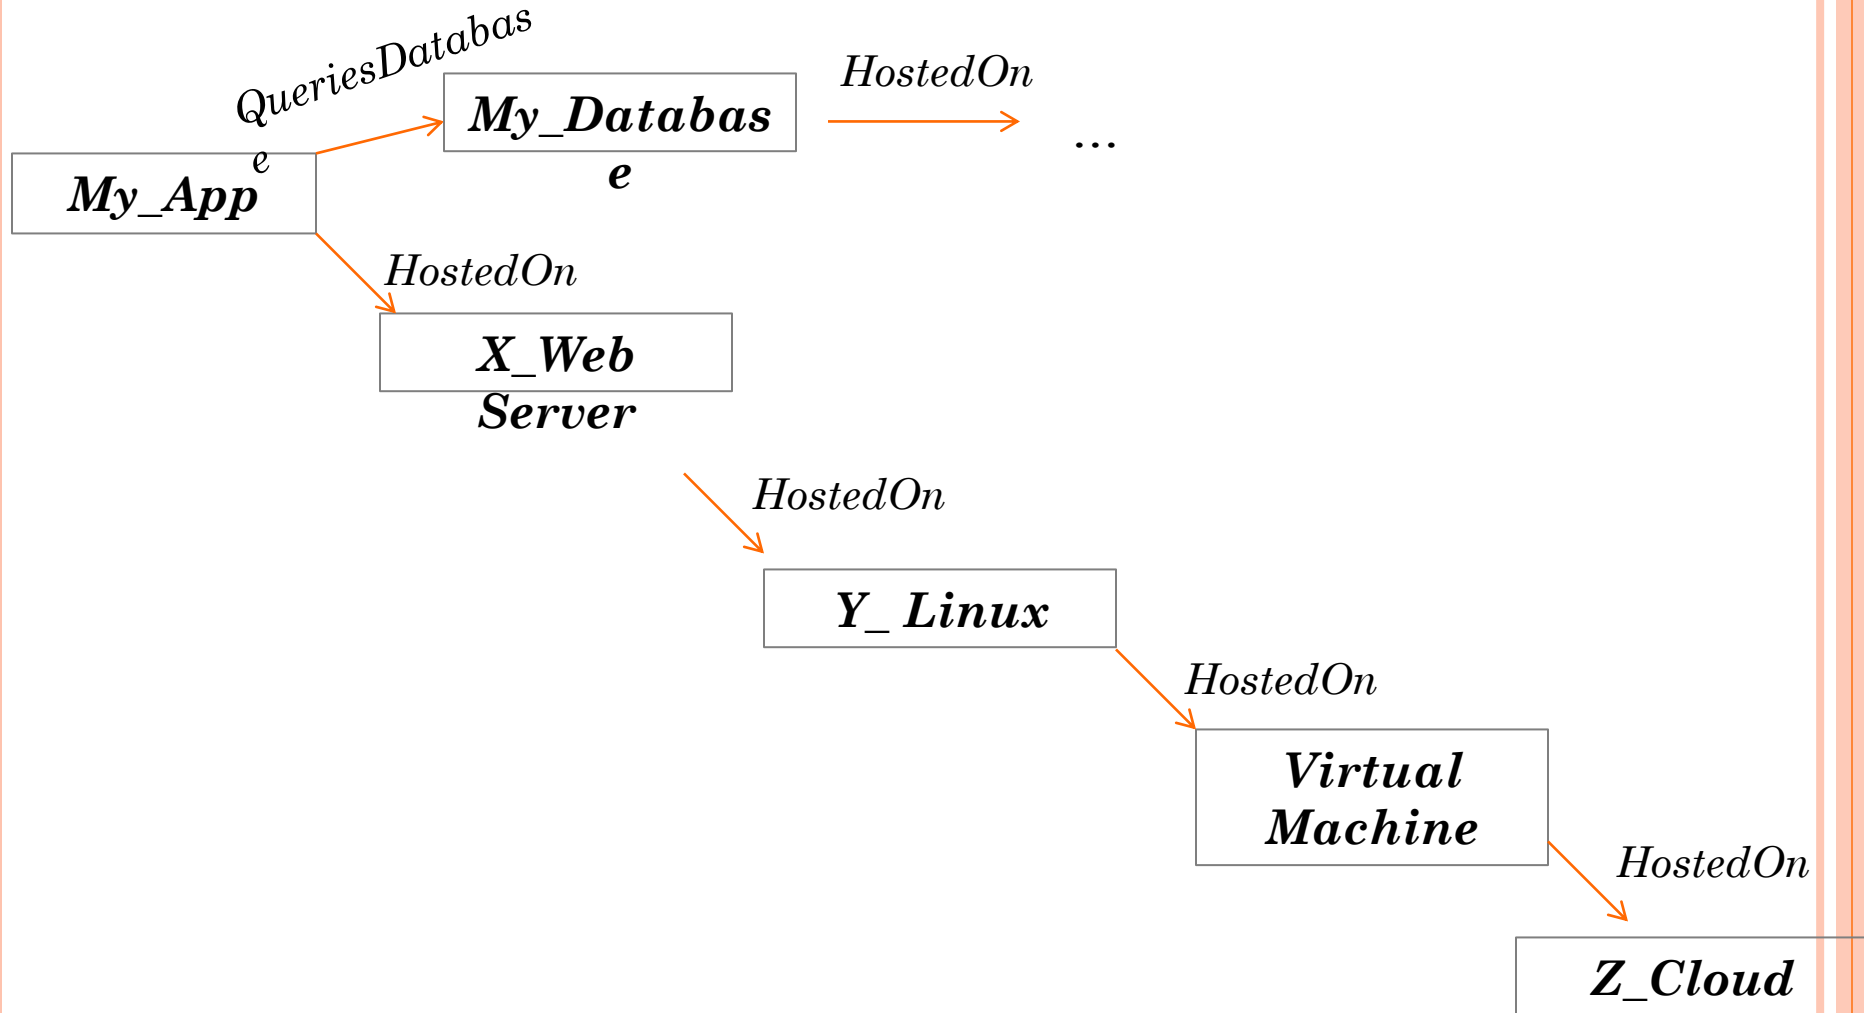 QueriesDatabas
e
My_Databas
e
HostedOn
...
My_App
HostedOn
X_Web
Server
HostedOn
Y_ Linux
HostedOn
Virtual
Machine
HostedOn
Z_Cloud